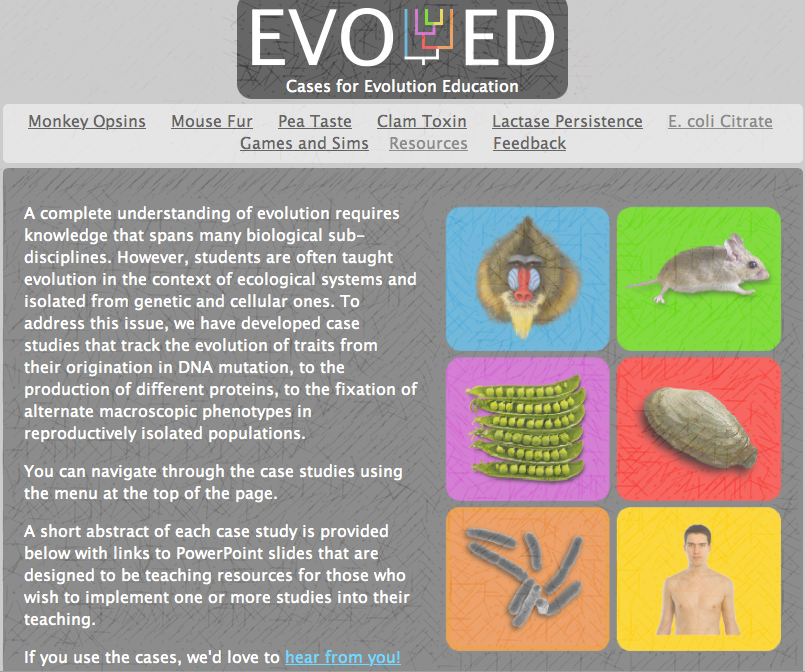 EVO ED
Cases for Evolution Education
Monkey Opsins Mouse Fur Pea Taste Clam Toxin Lactase Persistence E. coli Citrate
Games and Sims Resources Feedback
A complete understanding of evolution requires
knowledge that spans many biological sub-
disciplines. However, students are often taught
evolution in the context of ecological systems and
isolated from genetic and cellular ones. To
address this issue, we have developed case
studies that track the evolution of traits from
their origination in DNA mutation, to the
production of different proteins, to the fixation of
alternate macroscopic phenotypes in
reproductively isolated populations.
You can navigate through the case studies using
the menu at the top of the page.
A short abstract of each case study is provided
below with links to PowerPoint slides that are
designed to be teaching resources for those who
wish to implement one or more studies into their
teaching.
If you use the cases, we'd love to hear from you!